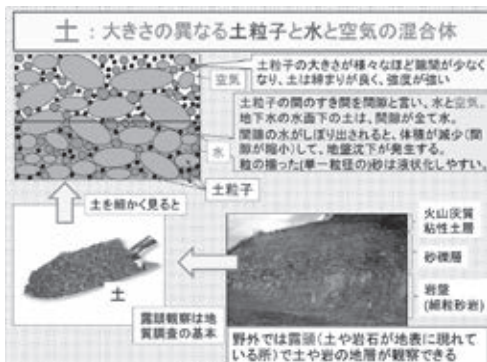 土：大きさの異なる土粒子と水と空気の混合体
土粒子の大きさが様々なほど隙間が少なく
なり、土は締まりが良く、強度が強い
空気
土粒子の間のすき間を間隙と言い、水と空気。
地下水の水面下の土は、間隙が全て水。
間隙の水がしぼり出されると、体積が減少(間
隙が縮小)して、地盤沈下が発生する。
粒の揃った(単一粒径の)砂は液状化しやすい。
水
土粒子
土を細かく見ると
土
火山灰質
粘性土層
砂礫層
岩盤
(細粒砂岩)
露頭観察は地
質調査の基本
野外では露頭(土や岩石が地表に現れて
いる所)で土や岩の地層が観察できる